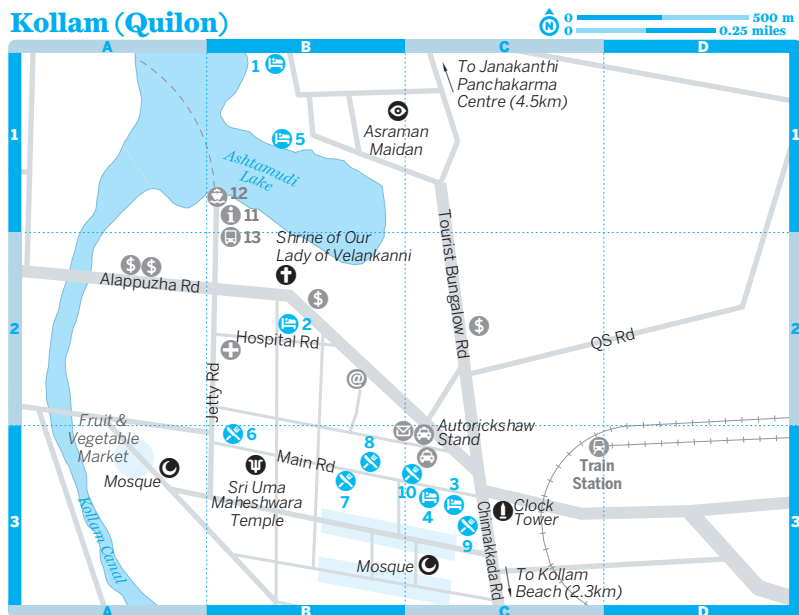 Kollam (Quilon)
N
0 500 m
0 0.25 miles
A B C D
1
To Janakanthi
Panchakarma
Centre (4.5km)
Asraman
Maidan
1 1
5
Ashtamudi
Lake
12
11
13
Shrine of Our
Lady of Velankanni
Tourist Bungalow Rd
$ $
Alappuzha Rd
$
2
$
2 2
Hospital Rd
QS Rd
@
Jetty Rd
Fruit &
Vegetable
Market
6
Autorickshaw
Stand
8
Main Rd
Train
Station
Mosque
Sri Uma
Maheshwara
Temple
7
10
3
4
Clock
Tower
9
3 3
Kollam Canal
Chinnakkada Rd
Mosque
To Kollam
Beach (2.3km)
A B C D